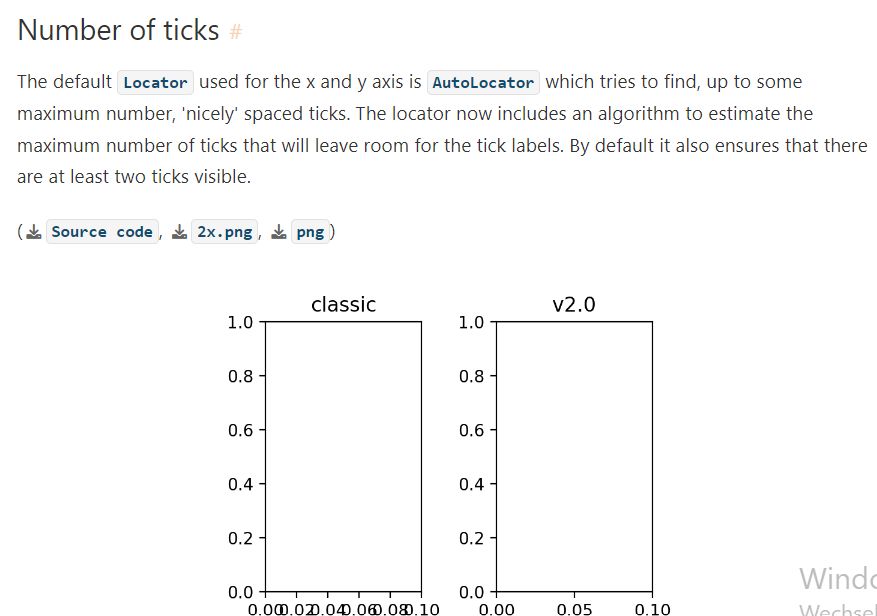 Number of ticks #
The default Locator used for the x and y axis is AutoLocator which tries to find, up to some
maximum number, 'nicely' spaced ticks. The locator now includes an algorithm to estimate the
maximum number of ticks that will leave room for the tick labels. By default it also ensures that there
are at least two ticks visible.
(Source code, 2x.png, png)
classic
v2.0
1.0
0.8
0.6
0.4
0.2
0.0
0.00 0.02 0.04 0.06 0.08 0.10
1.0
0.8
0.6
0.4
0.2
0.0
0.00 0.05 0.10